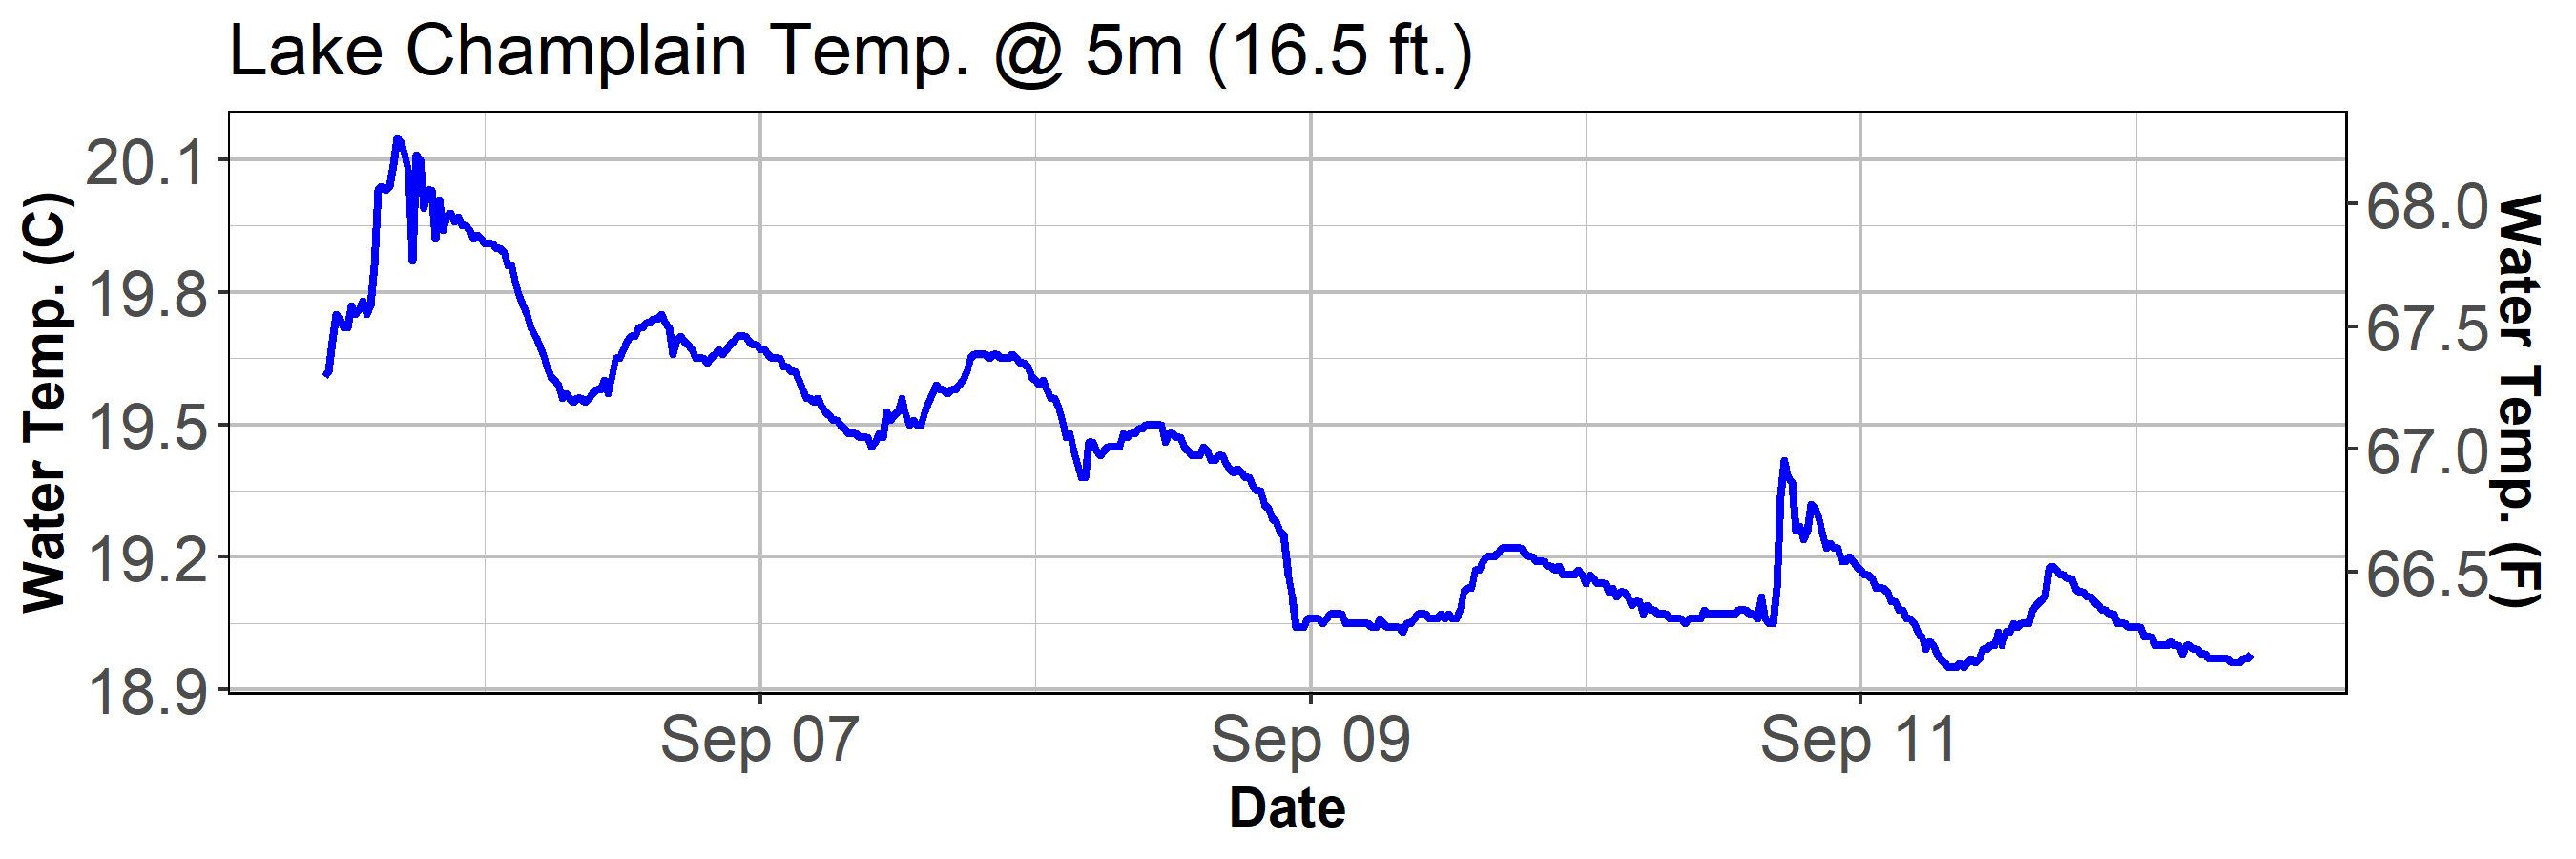 Lake Champlain Temp. @ 5m (16.5 ft.)
Water Temp. (C)
20.1
19.8
19.5
19.2
18.9
68.0
67.5
67.0
66.5
Water Temp. (F)
Sep 07
Sep 09
Sep 11
Date